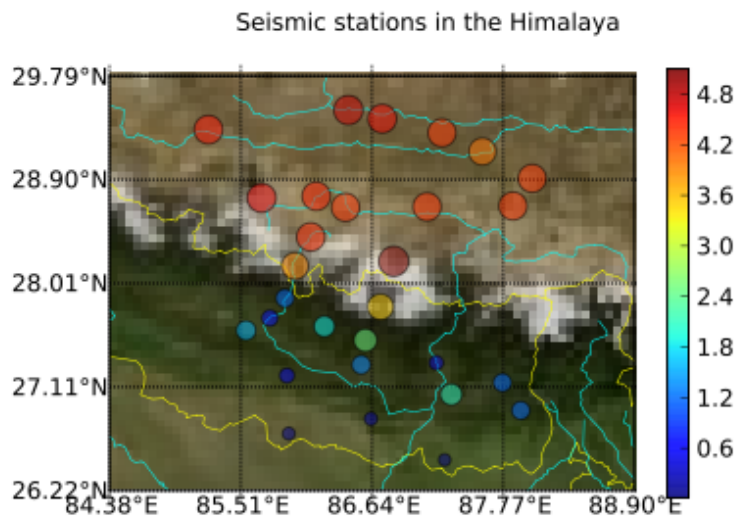 Seismic stations in the Himalaya
29.79°N
28.90°N
28.01°N
27.11°N
26.22°N
84.38°E 85.51°E 86.64°E 87.77°E 88.90°E
4.8
4.2
3.6
3.0
2.4
1.8
1.2
0.6